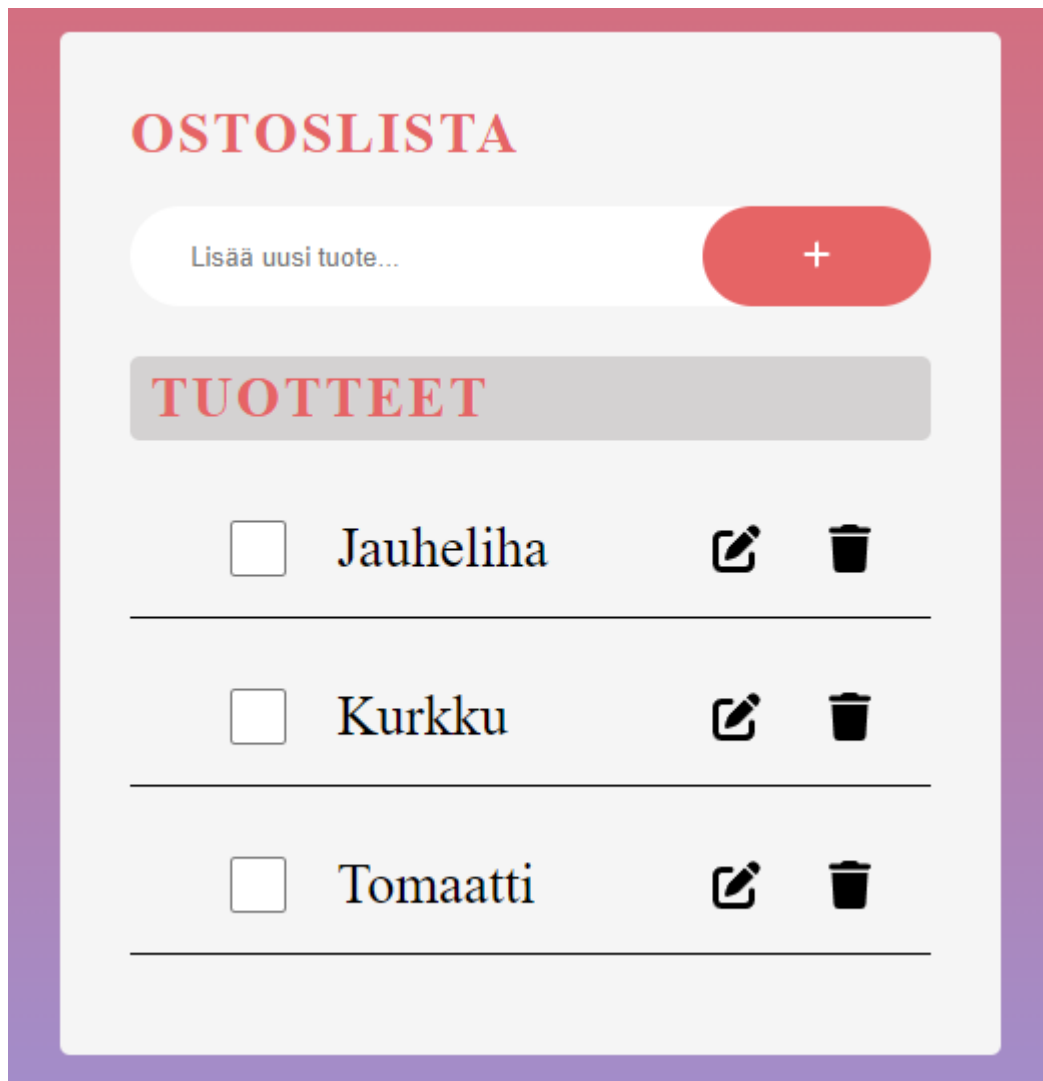 OSTOSLISTA
Lisää uusi tuote...
+
TUOTTEET
Jauheliha
Kurkku
Tomaatti